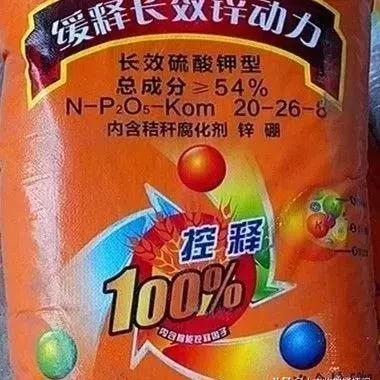 缓释长效锌动力
长效硫酸钾型
总成分≥54%
N-P₂O₅-Kom 20-26-8
内含秸秆腐化剂 锌 硼
控释
100%
K